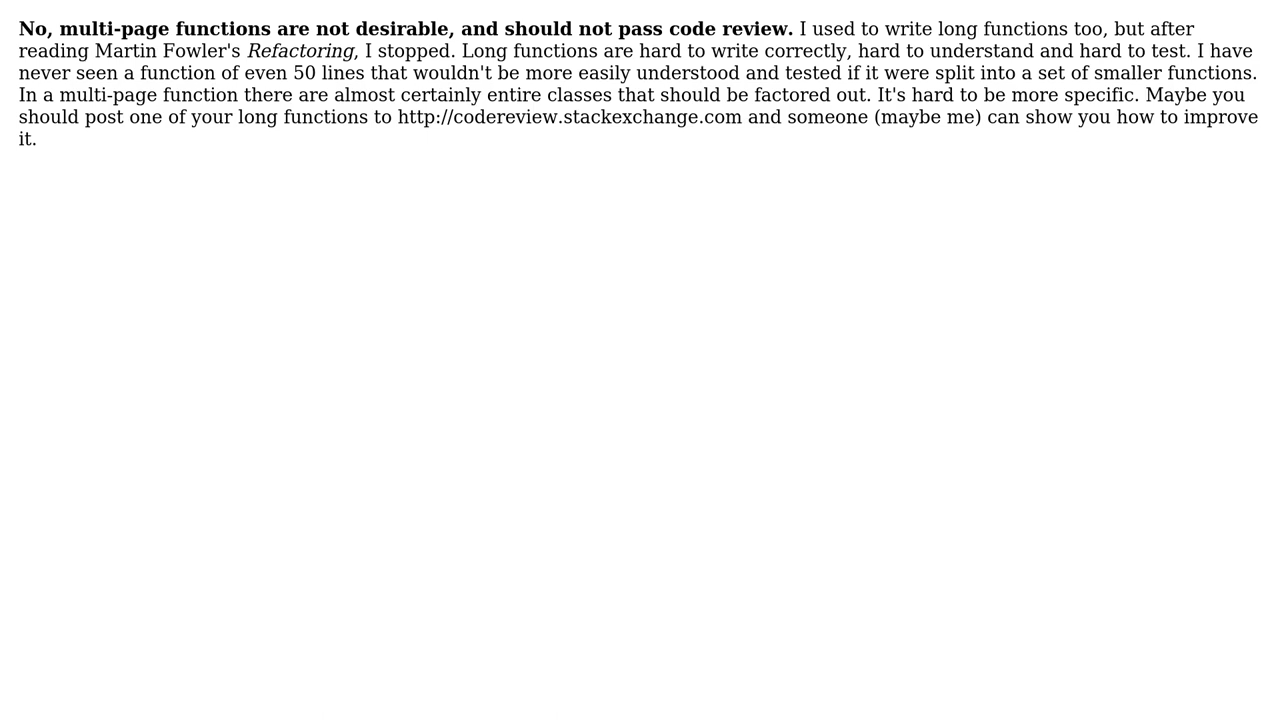 No, multi-page functions are not desirable, and should not pass code review. I used to write long functions too, but after
reading Martin Fowler's Refactoring, I stopped. Long functions are hard to write correctly, hard to understand and hard to test. I have
never seen a function of even 50 lines that wouldn't be more easily understood and tested if it were split into a set of smaller functions.
In a multi-page function there are almost certainly entire classes that should be factored out. It's hard to be more specific. Maybe you
should post one of your long functions to http://codereview.stackexchange.com and someone (maybe me) can show you how to improve
it.